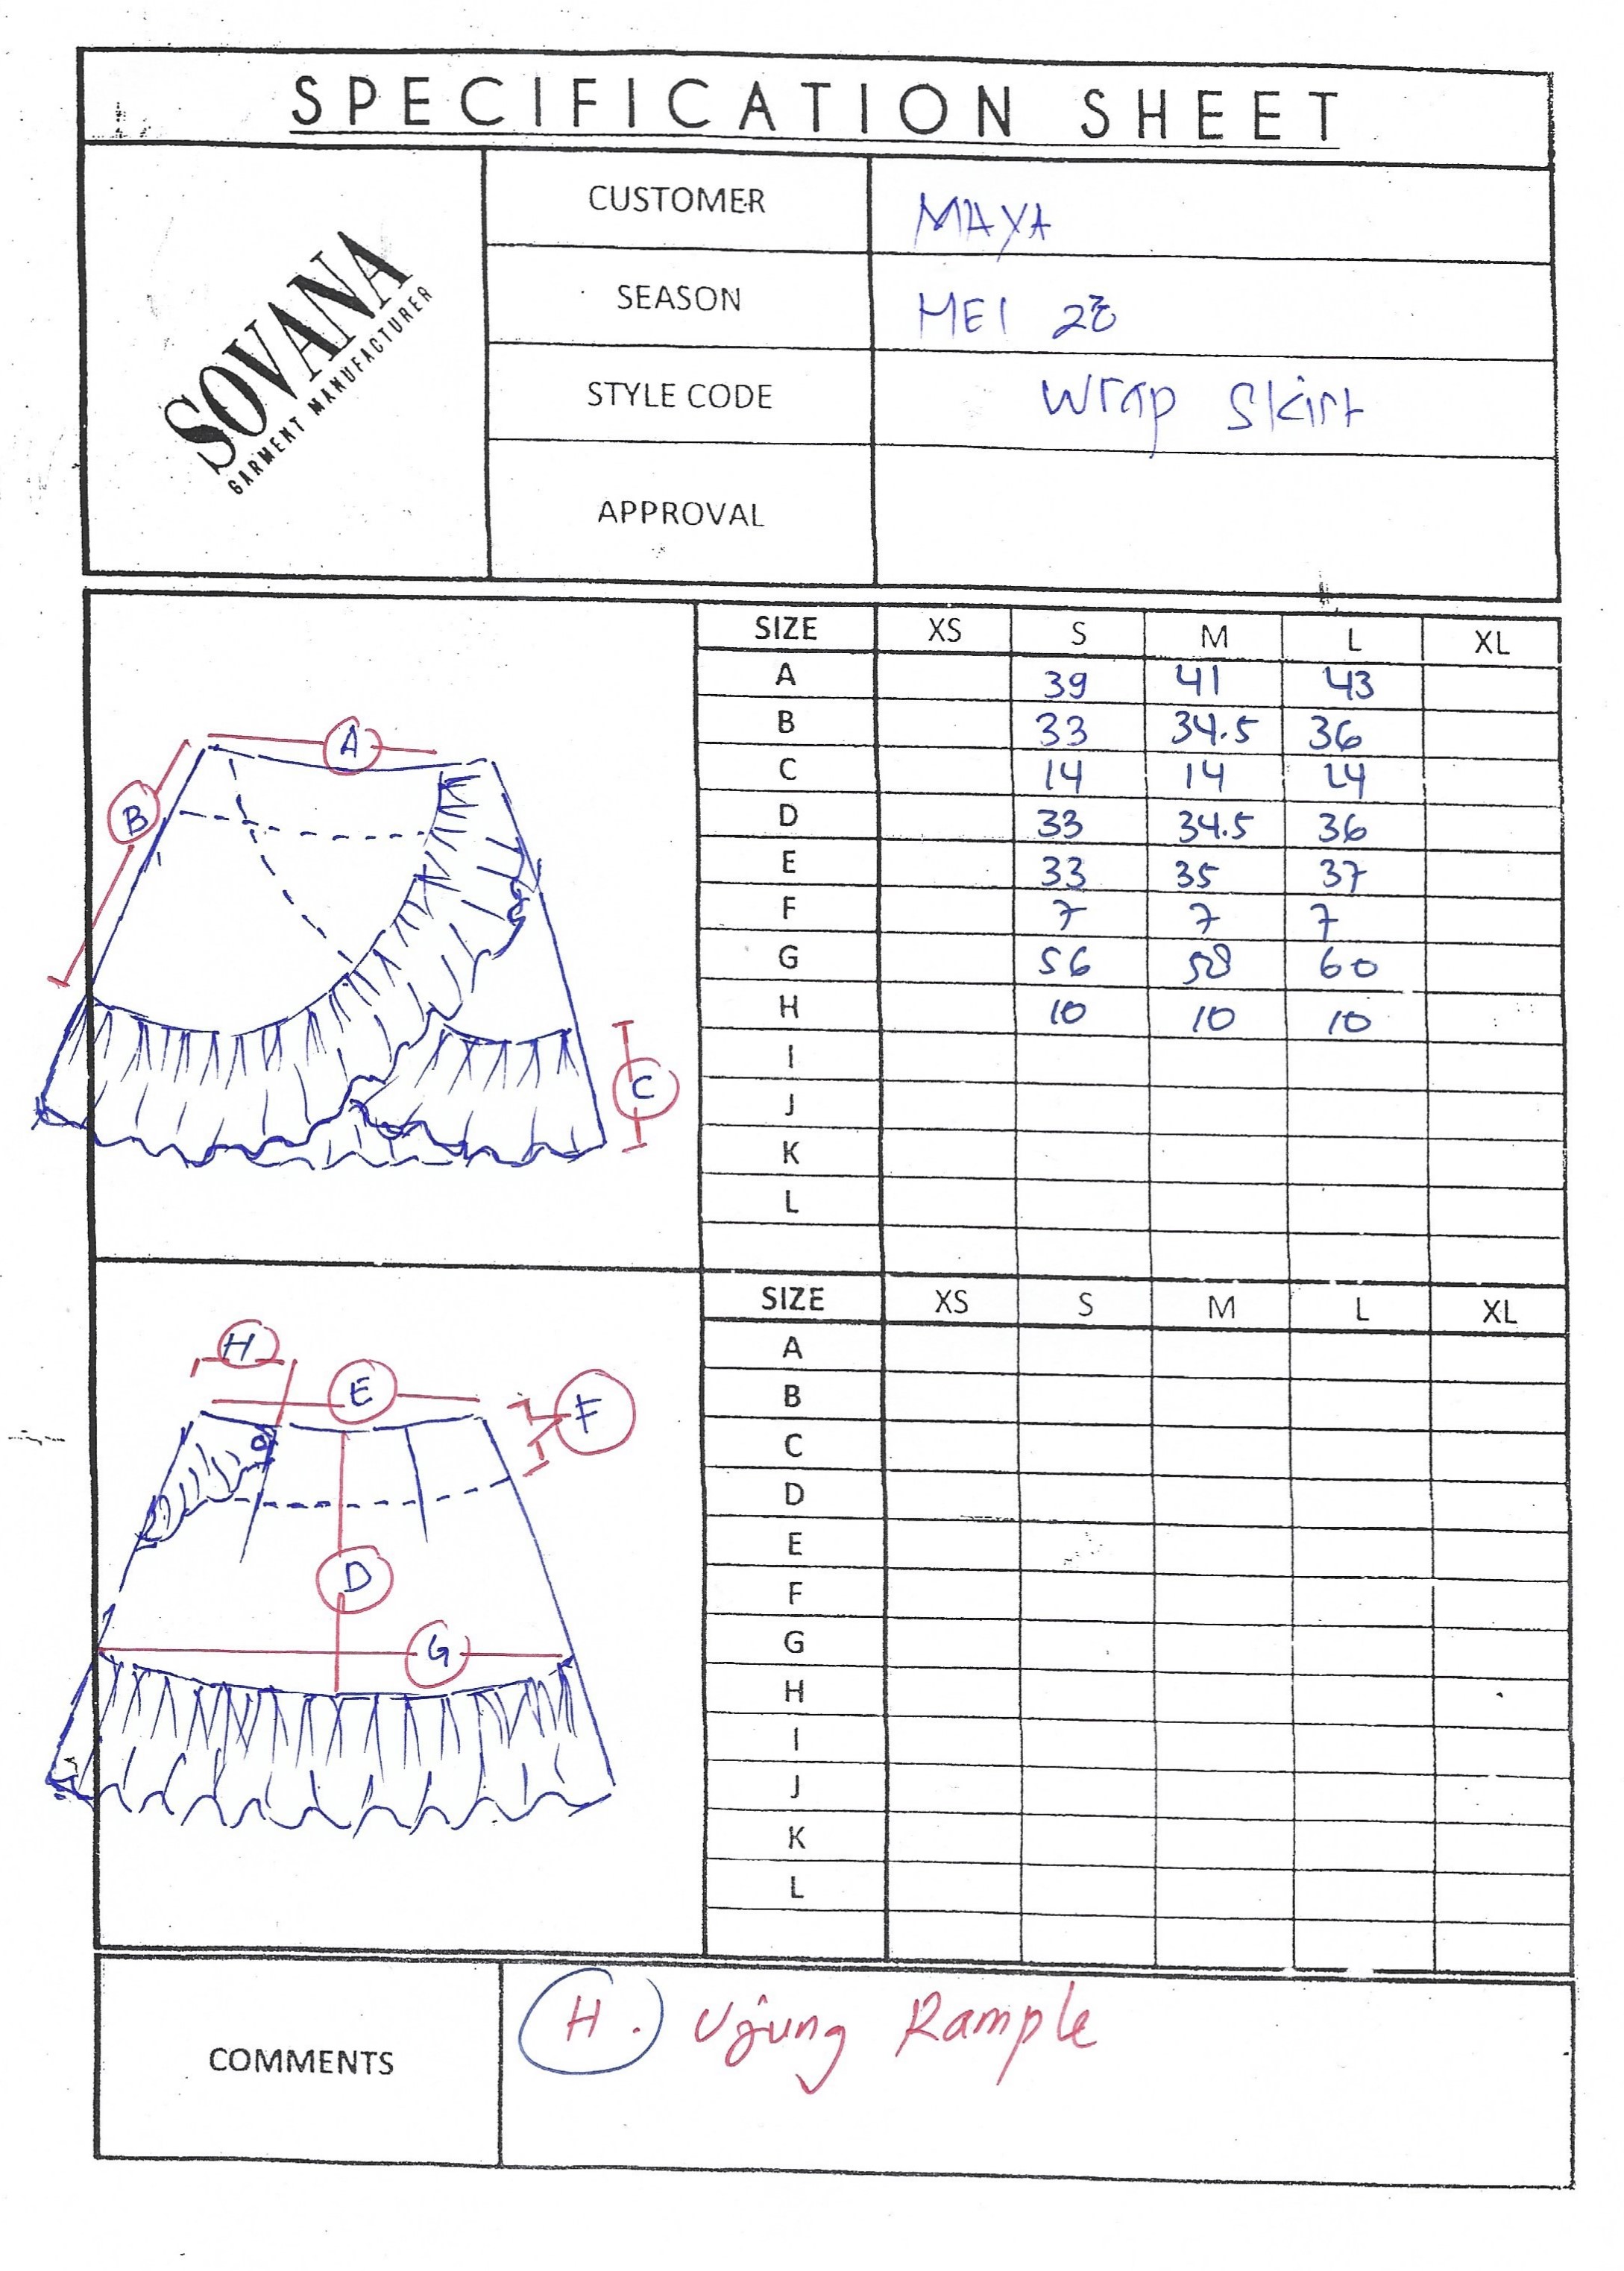 SPECIFICATION SHEET
SOVANA
GARMENT MANUFACTURER
CUSTOMER MAYA
SEASON MEI
STYLE CODE Wrap Skirt
APPROVAL
A
B
C
SIZE XS S M L XL
A 39 41 43
B 33 34.5 36
C 14 14 14
D 33 34.5 36
E 33 35 37
F 7 7 7
G 56 58 60
H 10 10 10
I
J
K
L
H
E
F
D
G
SIZE XS S M L XL
A
B
C
D
E
F
G
H
I
J
K
L
COMMENTS H. Ujung Rample